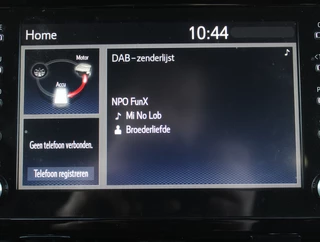 Home
10:44
Motor
Accu
DAB-zenderlijst
NPO FunX
Mi No Lob
Broederliefde
Geen telefoon verbonden.
Telefoon registreren